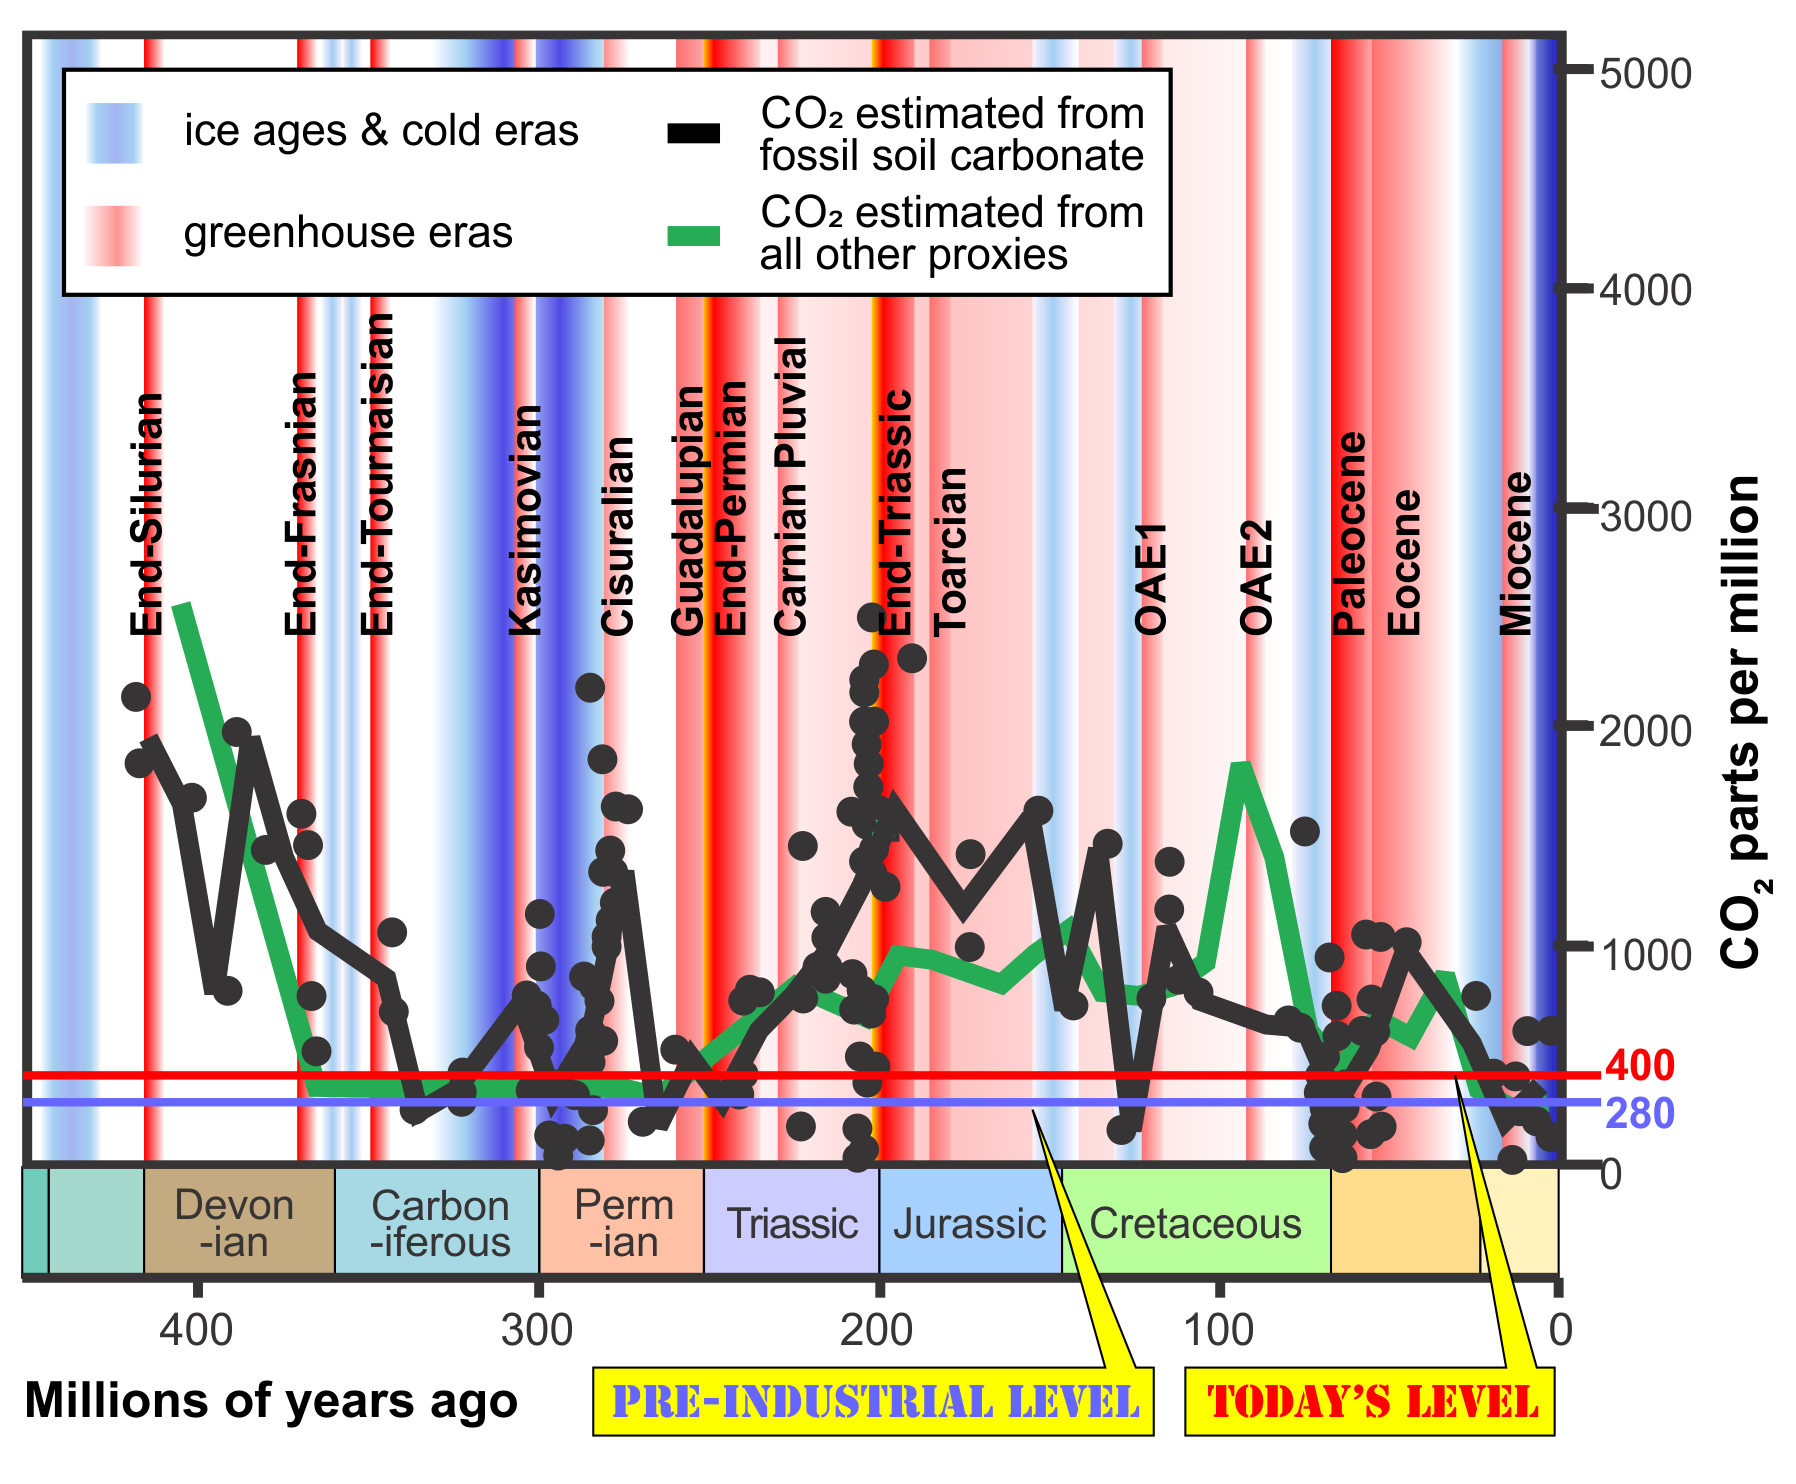 ice ages & cold eras
greenhouse eras
CO₂ estimated from
fossil soil carbonate
CO₂ estimated from
all other proxies
5000
4000
3000
2000
1000
400
280
0
CO₂ parts per million
End-Silurian
End-Frasnian
End-Tournaisian
Kasimovian
Cisuralian
Guadalupian
End-Permian
Carnian Pluvial
End-Triassic
Toarcian
OAE1
OAE2
Paleocene
Eocene
Miocene
Devon
-ian
Carbon
-iferous
Perm
-ian
Triassic
Jurassic
Cretaceous
400
300
200
100
0
Millions of years ago
PRE-INDUSTRIAL LEVEL
TODAY'S LEVEL